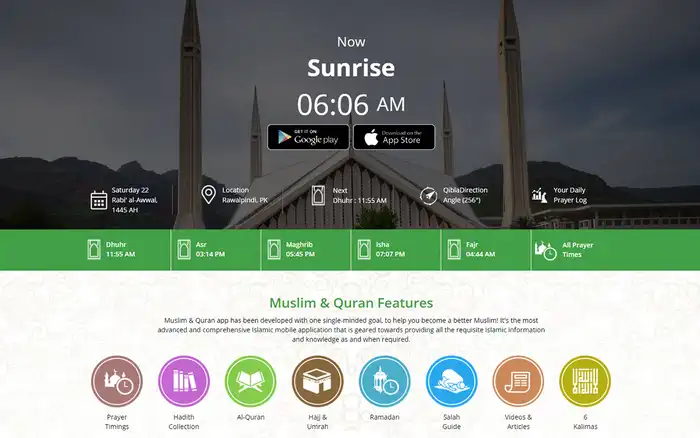 Now
Sunrise
06:06 AM
GET IT ON
Google play
Download on the
App Store
Saturday 22
Rabi' al-Awwal,
1445 AH
Location
Rawalpindi, PK
Next
Dhuhr : 11:55 AM
QiblaDirection
Angle (256°)
Your Daily
Prayer Log
Dhuhr
11:55 AM
Asr
03:14 PM
Maghrib
05:45 PM
Isha
07:07 PM
Fajr
04:44 AM
All Prayer
Times
Muslim & Quran Features
Muslim & Quran app has been developed with one single-minded goal, to help you become a better Muslim! It's the most
advanced and comprehensive Islamic mobile application that is geared towards providing all the requisite Islamic information
and knowledge as and when required.
Prayer
Timings
Hadith
Collection
Al-Quran
Hajj &
Umrah
Ramadan
Salah
Guide
Videos &
Articles
6
Kalimas